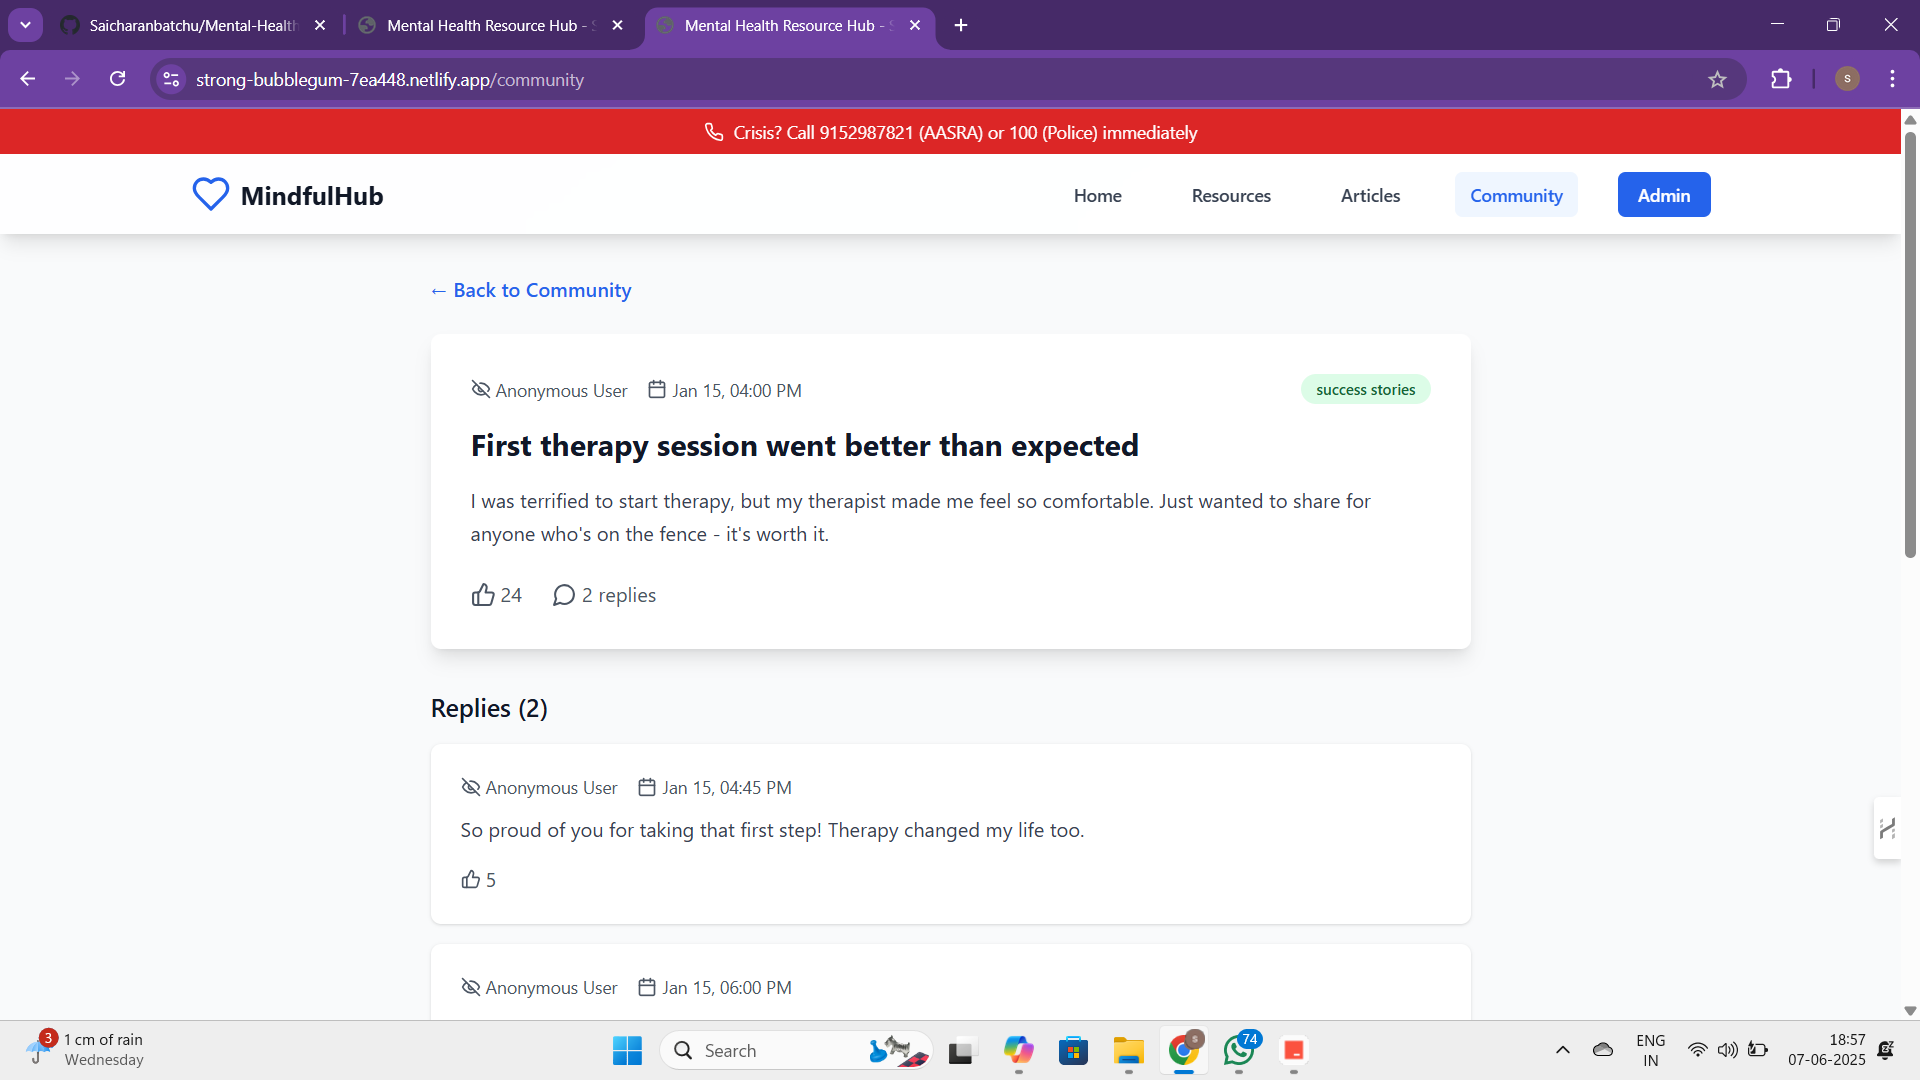 Saicharanbatchu/Mental-Health
Mental Health Resource Hub -
Mental Health Resource Hub -
strong-bubblegum-7ea448.netlify.app/community
S
Crisis? Call 9152987821 (AASRA) or 100 (Police) immediately
MindfulHub
Home
Resources
Articles
Community
Admin
← Back to Community
Anonymous User
Jan 15, 04:00 PM
success stories
First therapy session went better than expected
I was terrified to start therapy, but my therapist made me feel so comfortable. Just wanted to share for
anyone who's on the fence - it's worth it.
24
2 replies
Replies (2)
Anonymous User
Jan 15, 04:45 PM
So proud of you for taking that first step! Therapy changed my life too.
5
Anonymous User
Jan 15, 06:00 PM
3
1 cm of rain
Wednesday
Search
S
74
ENG
IN
18:57
07-06-2025